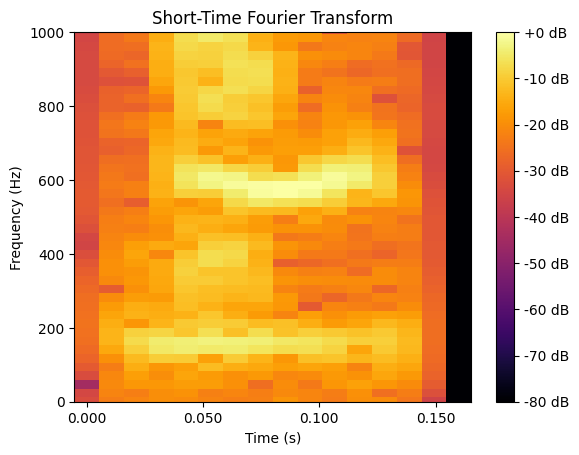 Short-Time Fourier Transform
1000
800
600
400
200
0
Frequency (Hz)
0.000
0.050
0.100
0.150
Time (s)
+0 dB
-10 dB
-20 dB
-30 dB
-40 dB
-50 dB
-60 dB
-70 dB
-80 dB